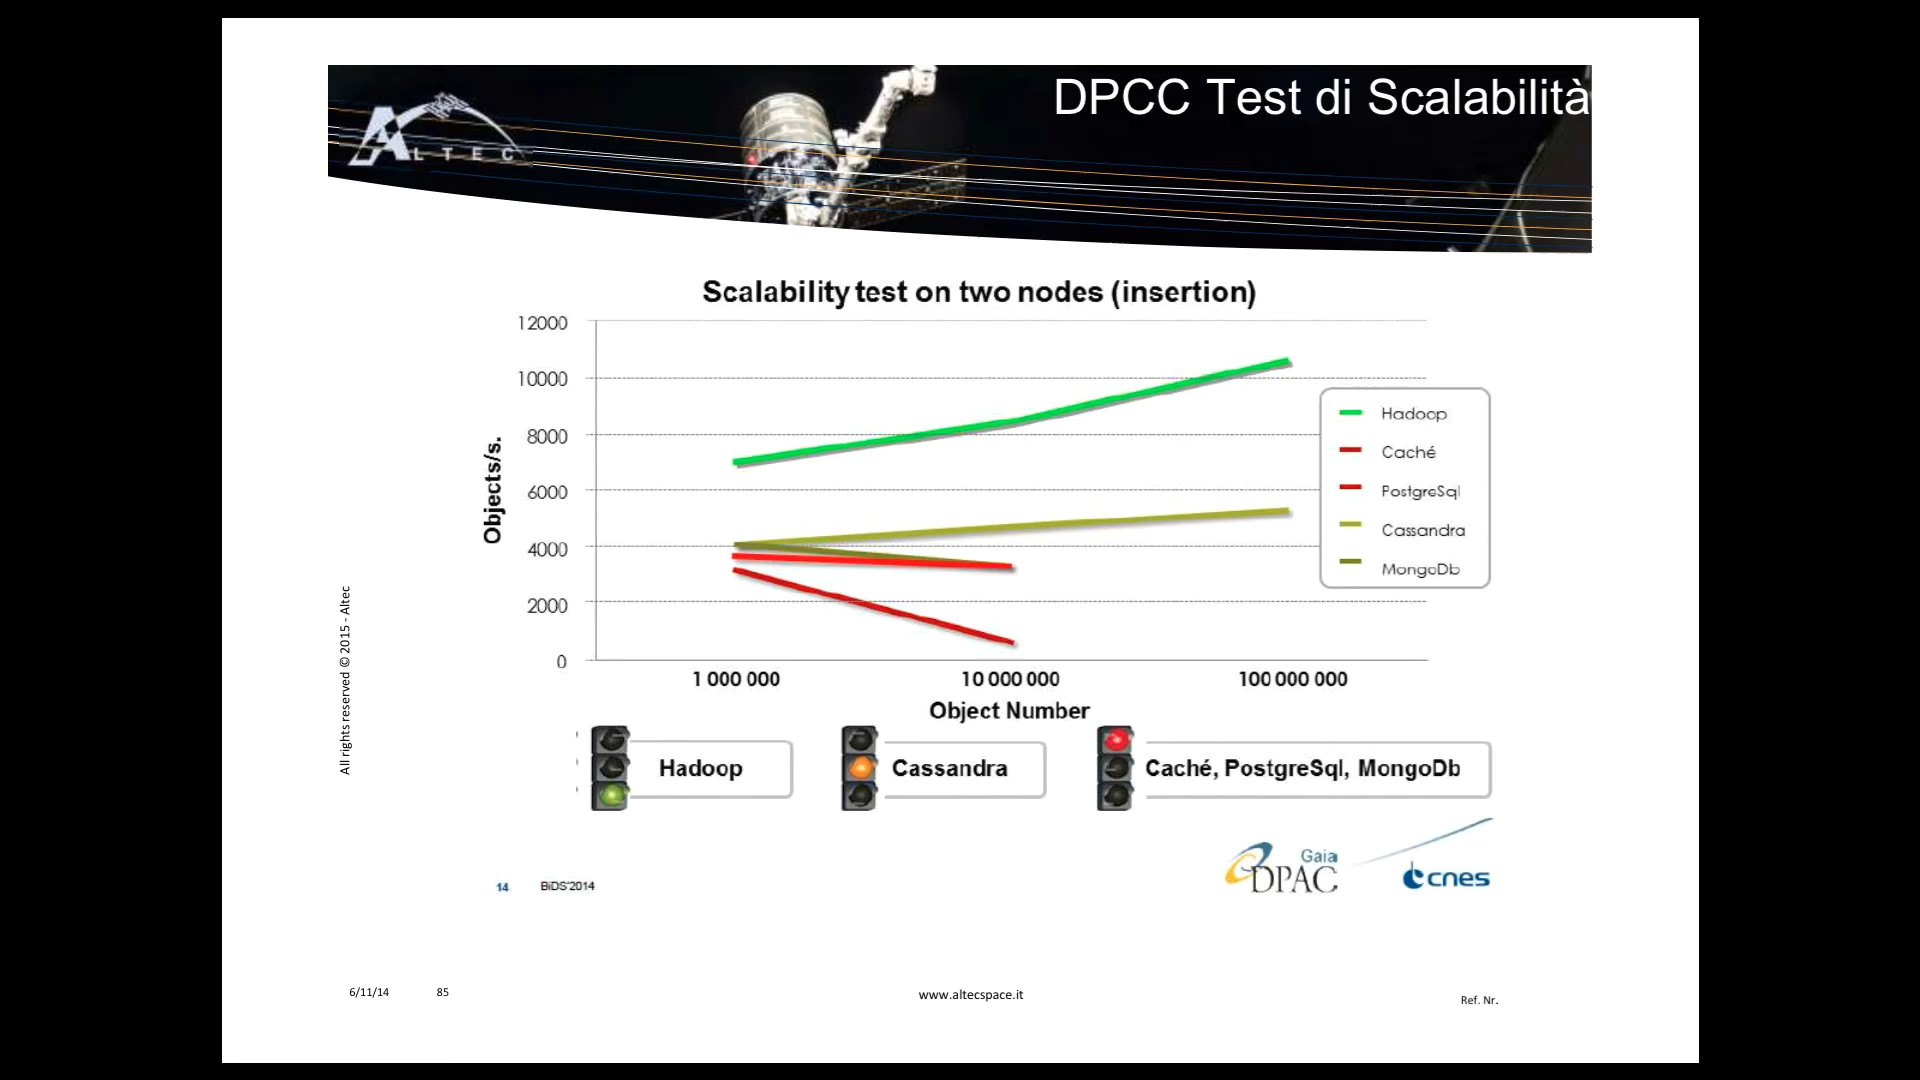 DPCC Test di Scalabilità
ALTEC
Scalability test on two nodes (insertion)
12000
10000
8000
6000
4000
2000
0
Objects/s.
1 000 000
10 000 000
100 000 000
Object Number
Hadoop
Caché
PostgreSql
Cassandra
MongoDb
Hadoop
Cassandra
Caché, PostgreSql, MongoDb
All rights reserved © 2015 - Altec
Gaia
DPAC
cnes
14 BiDS'2014
6/11/14 85
www.altecspace.it
Ref. Nr.